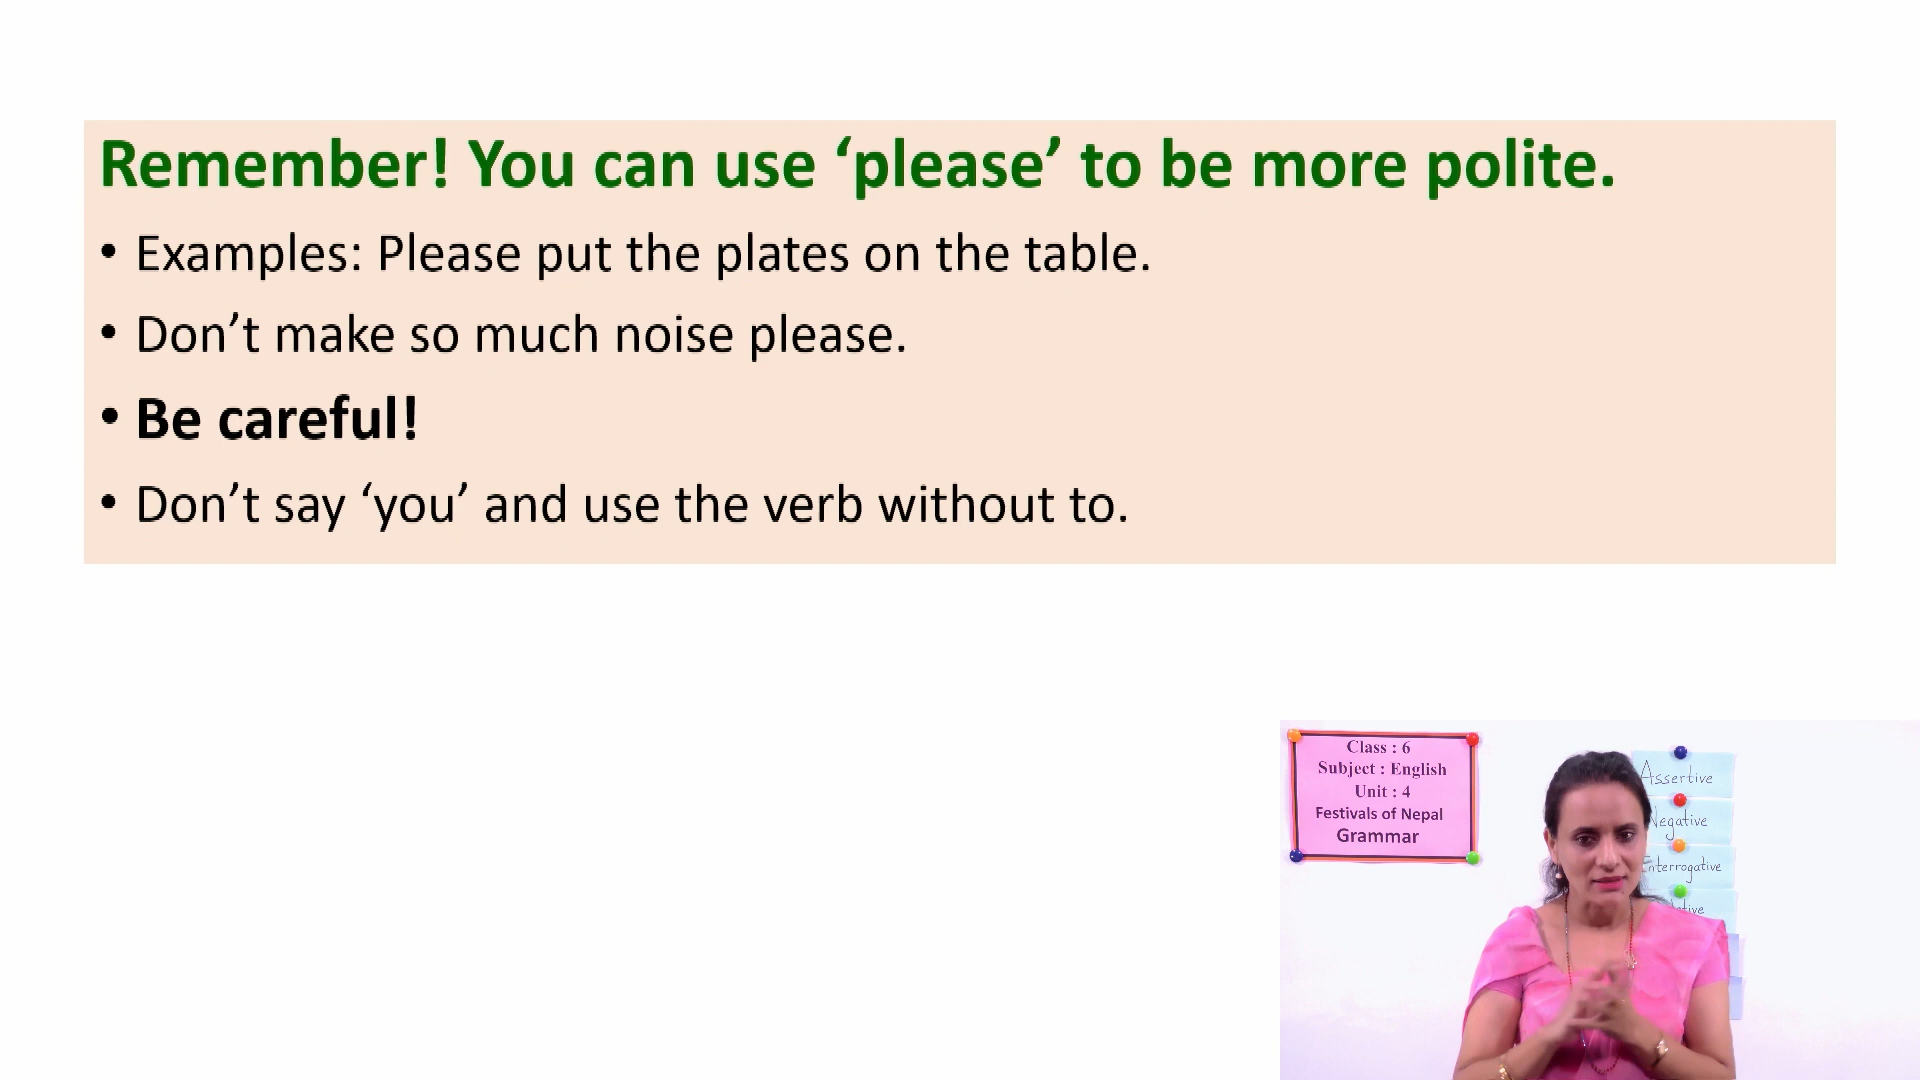 Remember! You can use ‘please’ to be more polite.
• Examples: Please put the plates on the table.
• Don’t make so much noise please.
• Be careful!
• Don’t say ‘you’ and use the verb without to.
Class : 6
Subject : English
Unit : 4
Festivals of Nepal
Grammar
Assertive
Negative
Interrogative